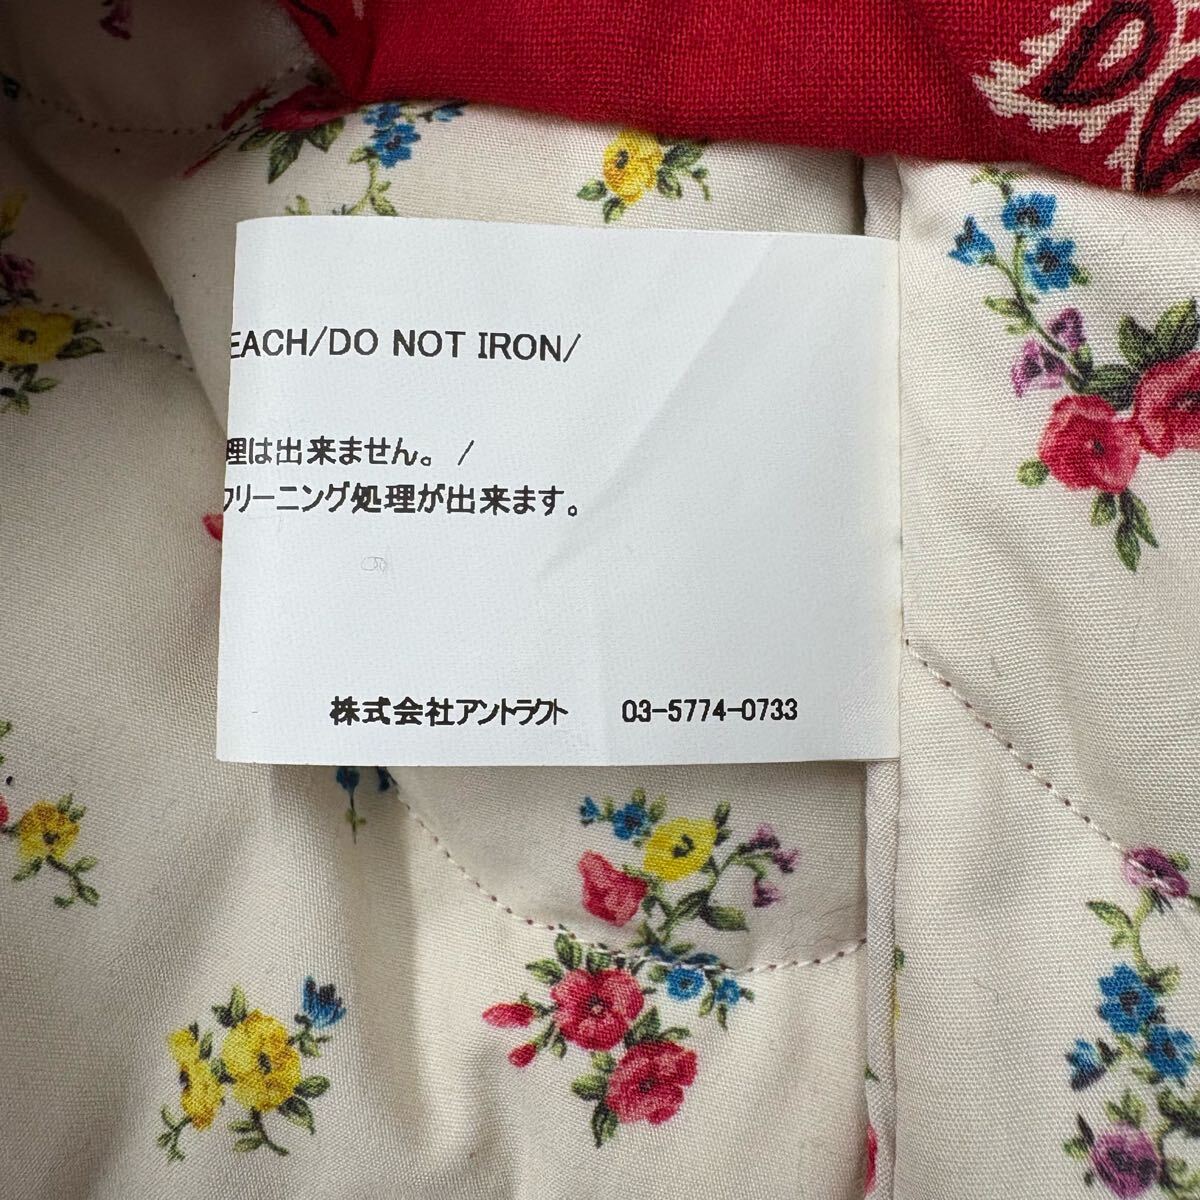 EACH/DO NOT IRON/
理は出来ません。 /
クリーニング処理が出来ます。
株式会社アントラクト 03-5774-0733